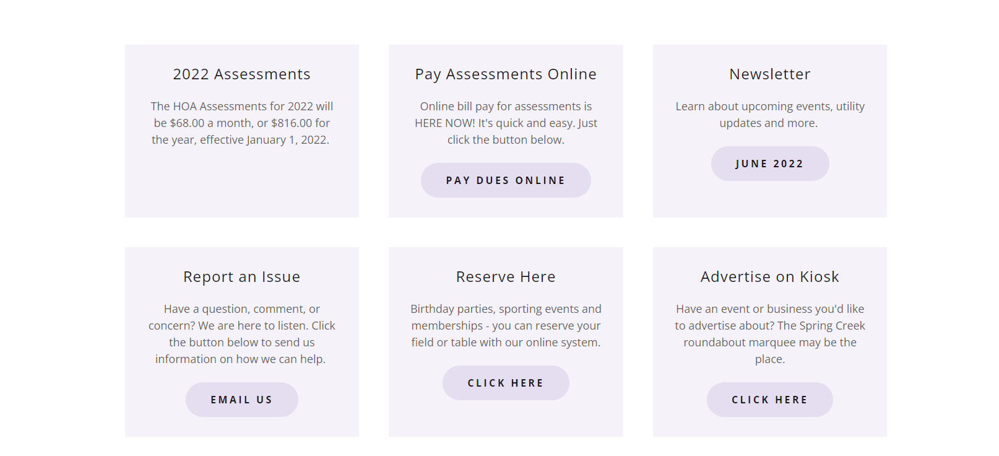 2022 Assessments
The HOA Assessments for 2022 will
be $68.00 a month, or $816.00 for
the year, effective January 1, 2022.
Pay Assessments Online
Online bill pay for assessments is
HERE NOW! It's quick and easy. Just
click the button below.
PAY DUES ONLINE
Newsletter
Learn about upcoming events, utility
updates and more.
JUNE 2022
Report an Issue
Have a question, comment, or
concern? We are here to listen. Click
the button below to send us
information on how we can help.
EMAIL US
Reserve Here
Birthday parties, sporting events and
memberships - you can reserve your
field or table with our online system.
CLICK HERE
Advertise on Kiosk
Have an event or business you'd like
to advertise about? The Spring Creek
roundabout marquee may be the
place.
CLICK HERE